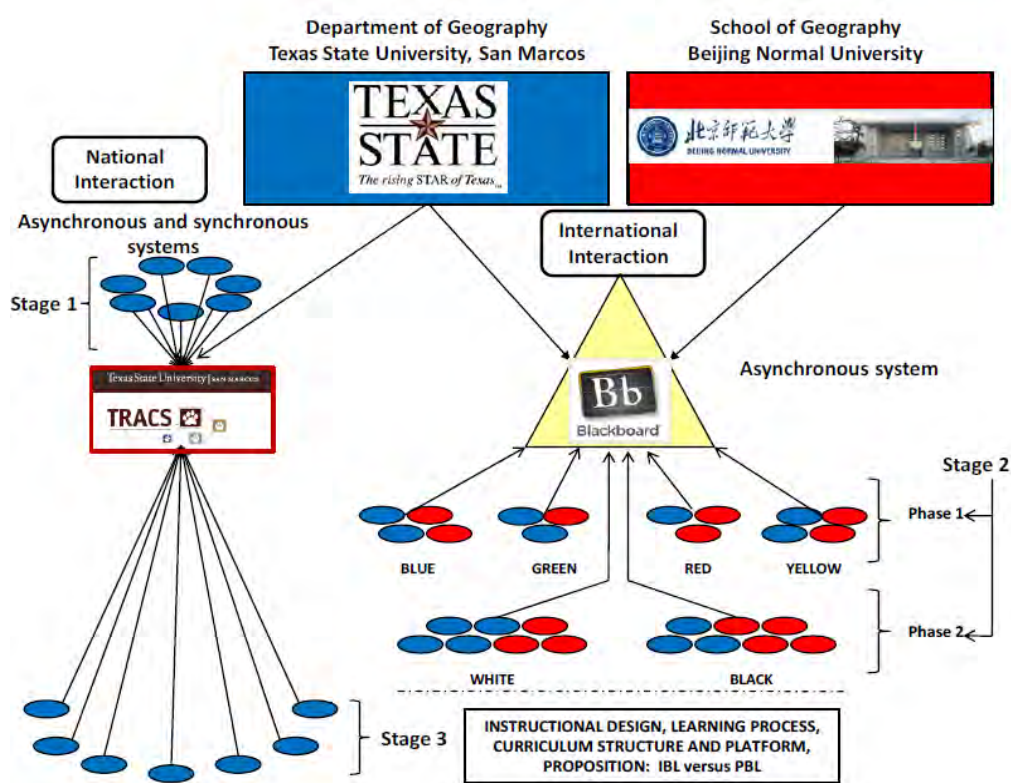 Department of Geography
Texas State University, San Marcos
School of Geography
Beijing Normal University
TEXAS
STATE
The rising STAR of Texas
北京师范大学
BEIJING NORMAL UNIVERSITY
National
Interaction
Asynchronous and synchronous
systems
International
Interaction
Stage 1
Texas State University | SAN MARCOS
TRACS
Bb
Blackboard
Asynchronous system
Stage 2
Phase 1
BLUE
GREEN
RED
YELLOW
Phase 2
WHITE
BLACK
Stage 3
INSTRUCTIONAL DESIGN, LEARNING PROCESS,
CURRICULUM STRUCTURE AND PLATFORM,
PROPOSITION: IBL versus PBL